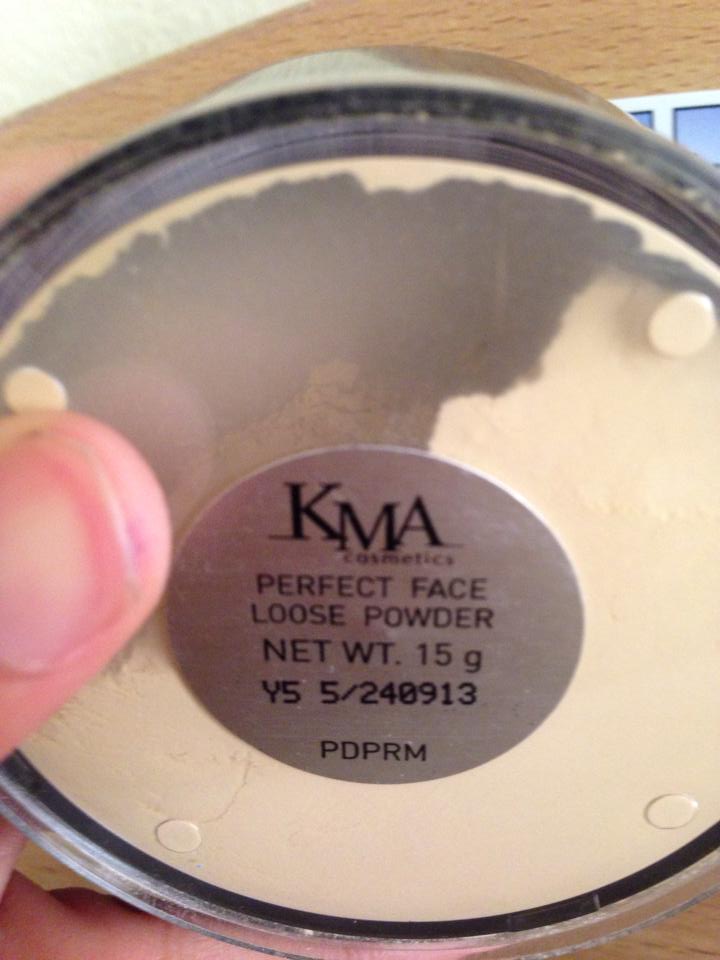 KMA
cosmetics
PERFECT FACE
LOOSE POWDER
NET WT. 15 g
Y5 5/240913
PDPRM